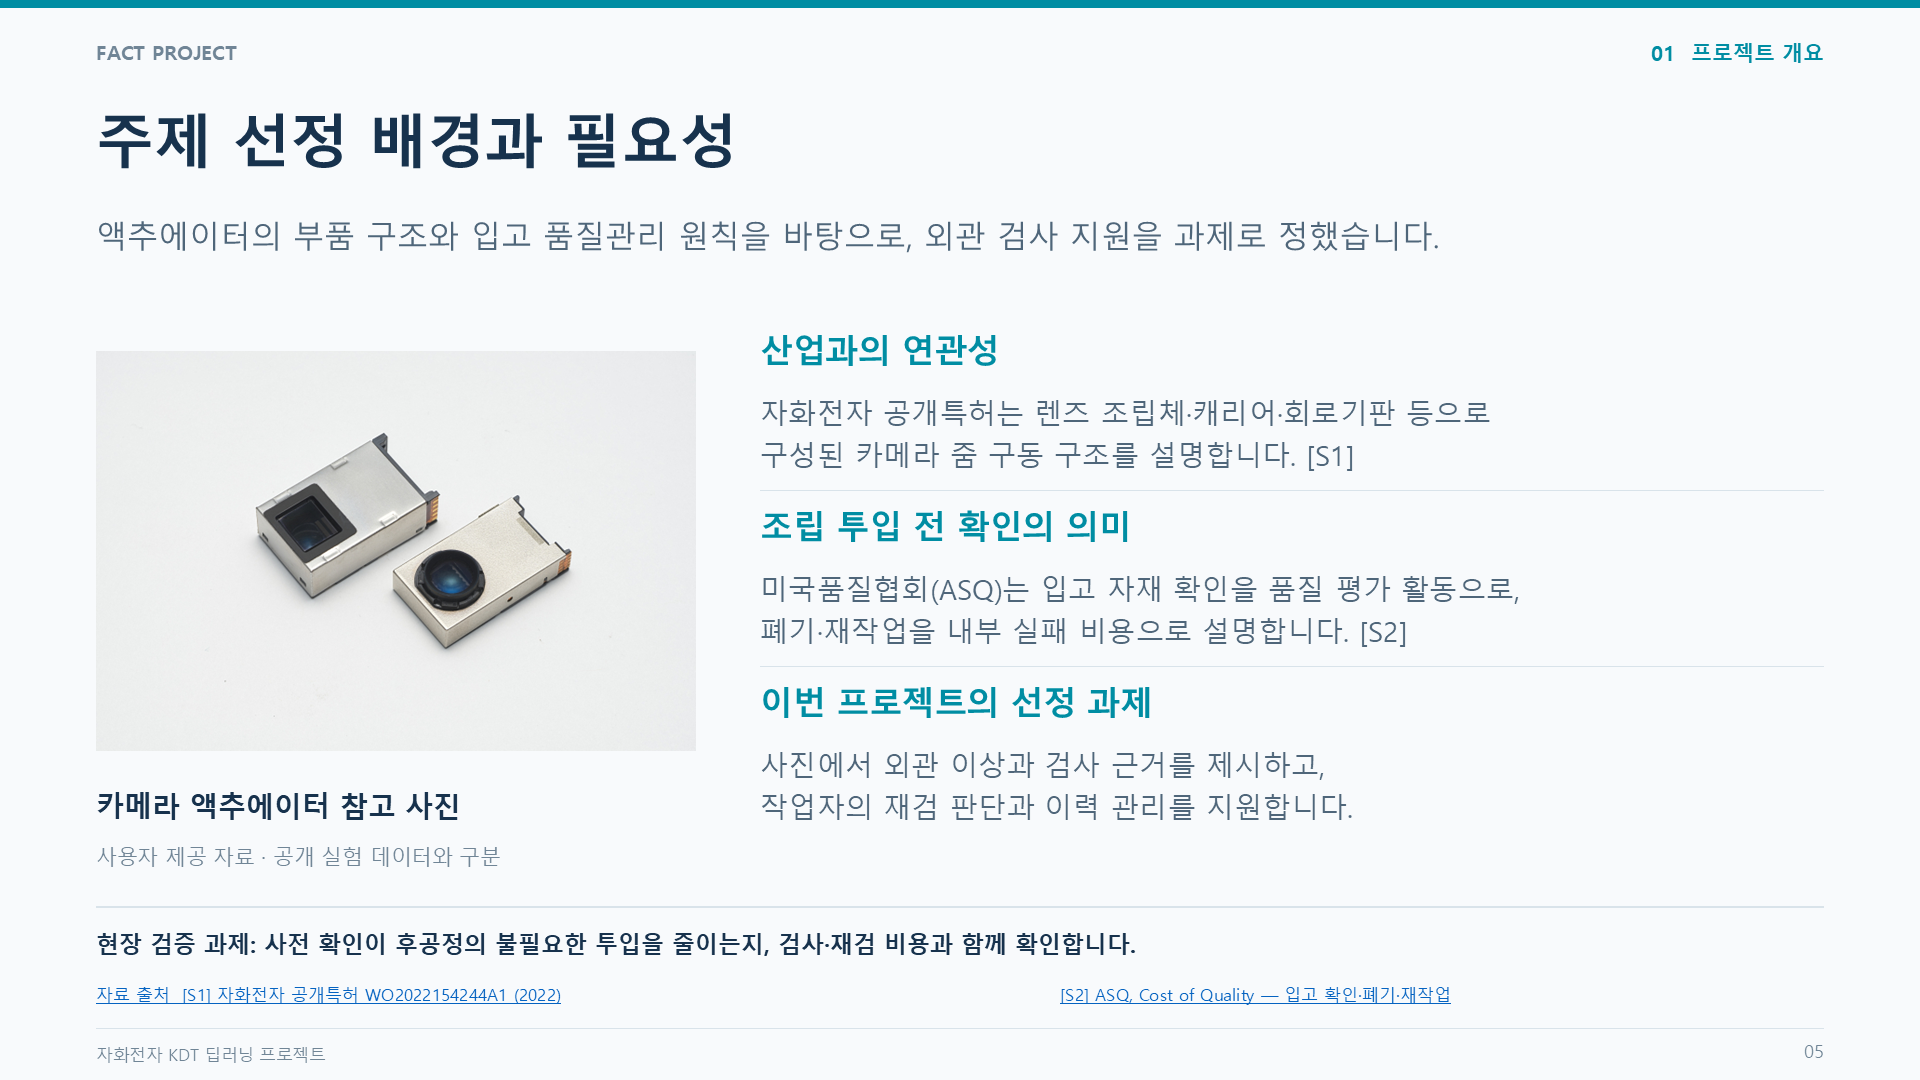 FACT PROJECT
01 프로젝트 개요
주제 선정 배경과 필요성
액추에이터의 부품 구조와 입고 품질관리 원칙을 바탕으로, 외관 검사 지원을 과제로 정했습니다.
산업과의 연관성
자화전자 공개특허는 렌즈 조립체·캐리어·회로기판 등으로
구성된 카메라 줌 구동 구조를 설명합니다. [S1]
조립 투입 전 확인의 의미
미국품질협회(ASQ)는 입고 자재 확인을 품질 평가 활동으로,
폐기·재작업을 내부 실패 비용으로 설명합니다. [S2]
이번 프로젝트의 선정 과제
사진에서 외관 이상과 검사 근거를 제시하고,
작업자의 재검 판단과 이력 관리를 지원합니다.
카메라 액추에이터 참고 사진
사용자 제공 자료 · 공개 실험 데이터와 구분
현장 검증 과제: 사전 확인이 후공정의 불필요한 투입을 줄이는지, 검사·재검 비용과 함께 확인합니다.
자료 출처 [S1] 자화전자 공개특허 WO2022154244A1 (2022)
[S2] ASQ, Cost of Quality — 입고 확인·폐기·재작업
자화전자 KDT 딥러닝 프로젝트
05